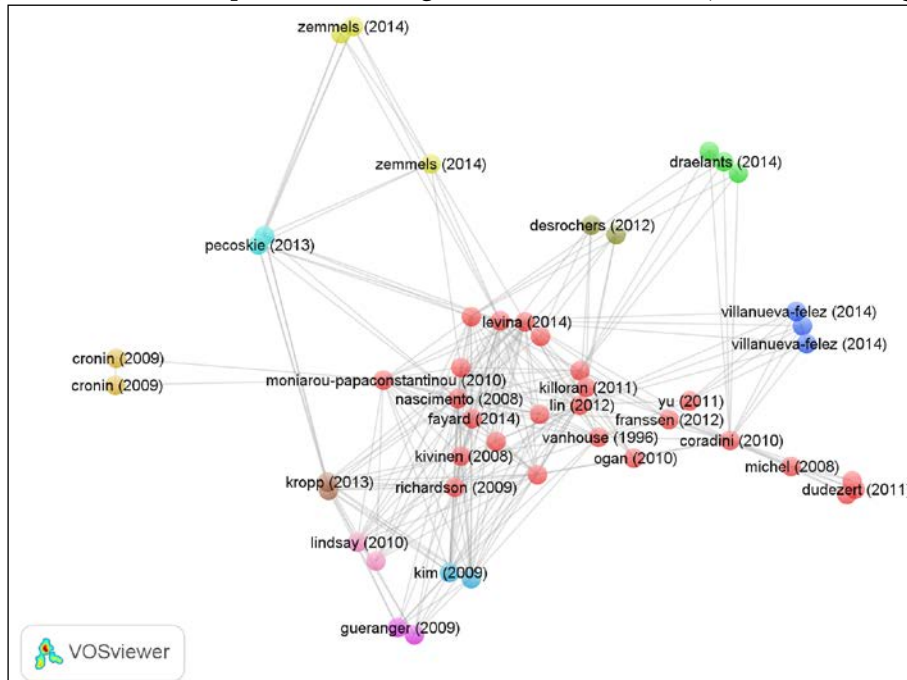 zemmels (2014)
zemmels (2014)
draelants (2014)
desrochers (2012)
pecoskie (2013)
villanueva-felez (2014)
levina (2014)
villanueva-felez (2014)
cronin (2009)
cronin (2009)
moniarou-papaconstantinou (2010)
killoran (2011)
nascimento (2008)
lin (2012)
yu (2011)
fayard (2014)
franssen (2012)
vanhouse (1996)
coradini (2010)
kivinen (2008)
ogan (2010)
michel (2008)
kropp (2013)
richardson (2009)
dudezert (2011)
lindsay (2010)
kim (2009)
gueranger (2009)
VOSviewer